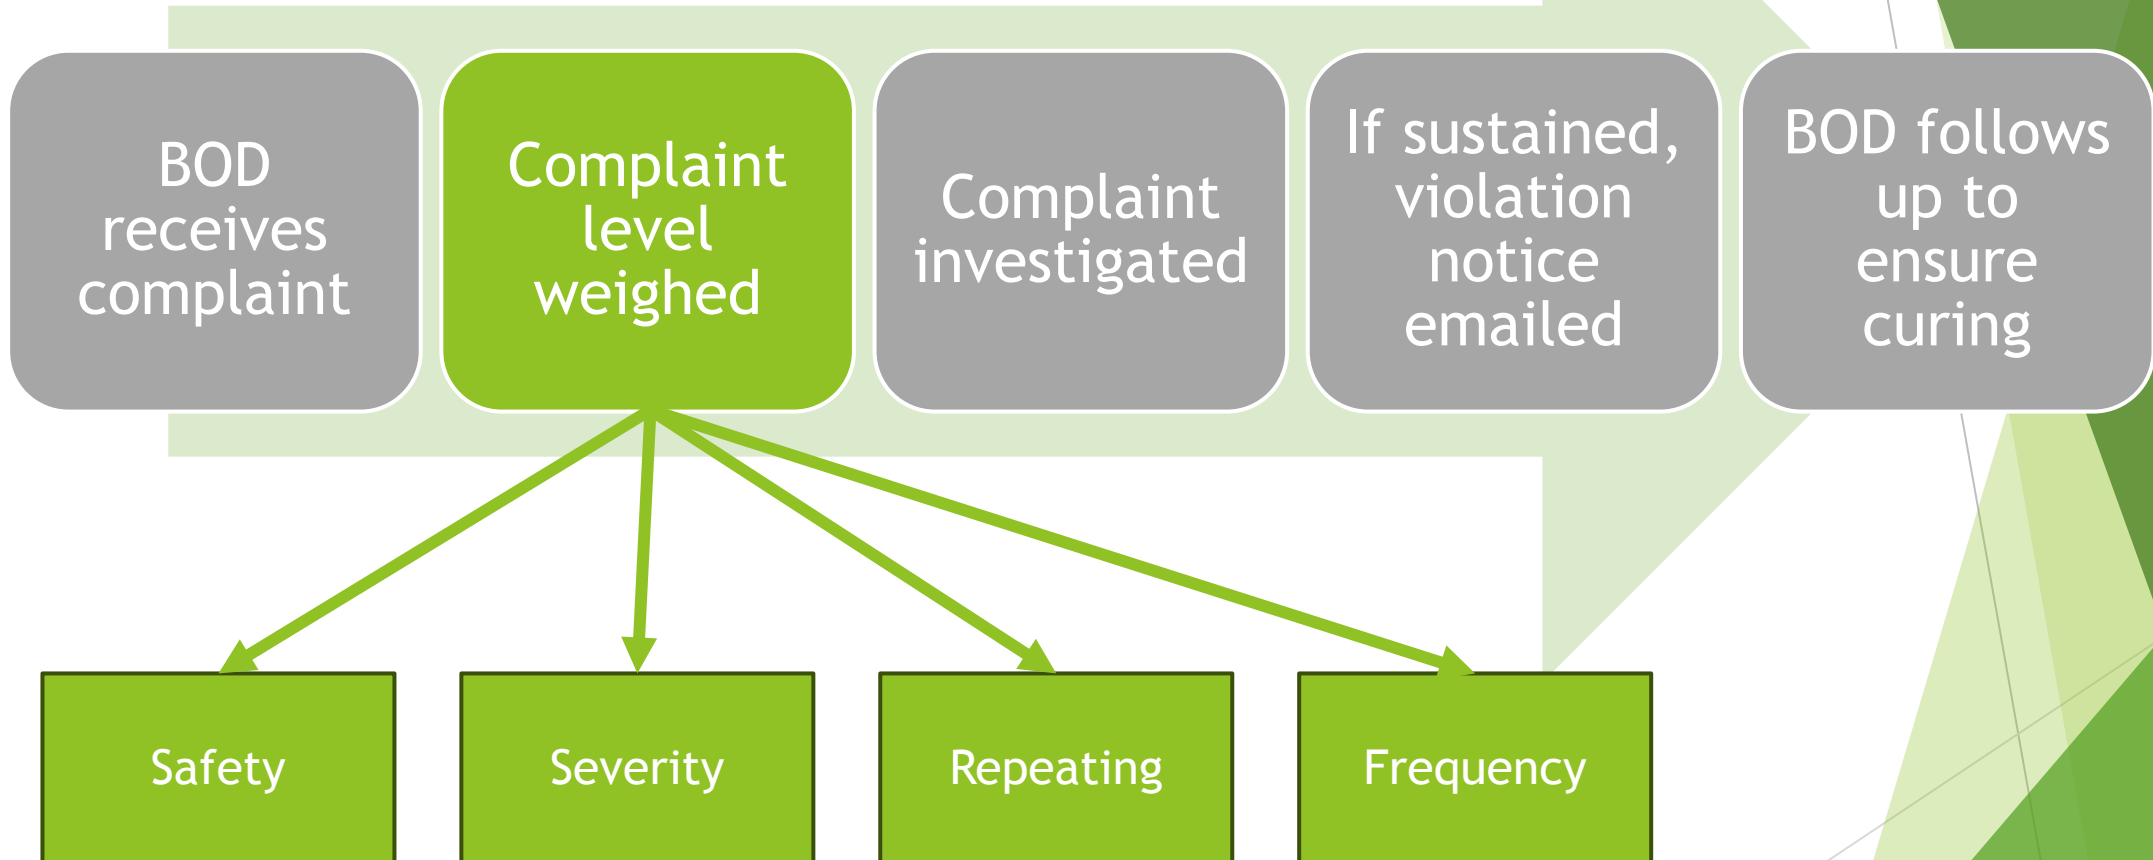 BOD
receives
complaint
Complaint
level
weighed
Complaint
investigated
If sustained,
violation
notice
emailed
BOD follows
up to
ensure
curing
Safety
Severity
Repeating
Frequency